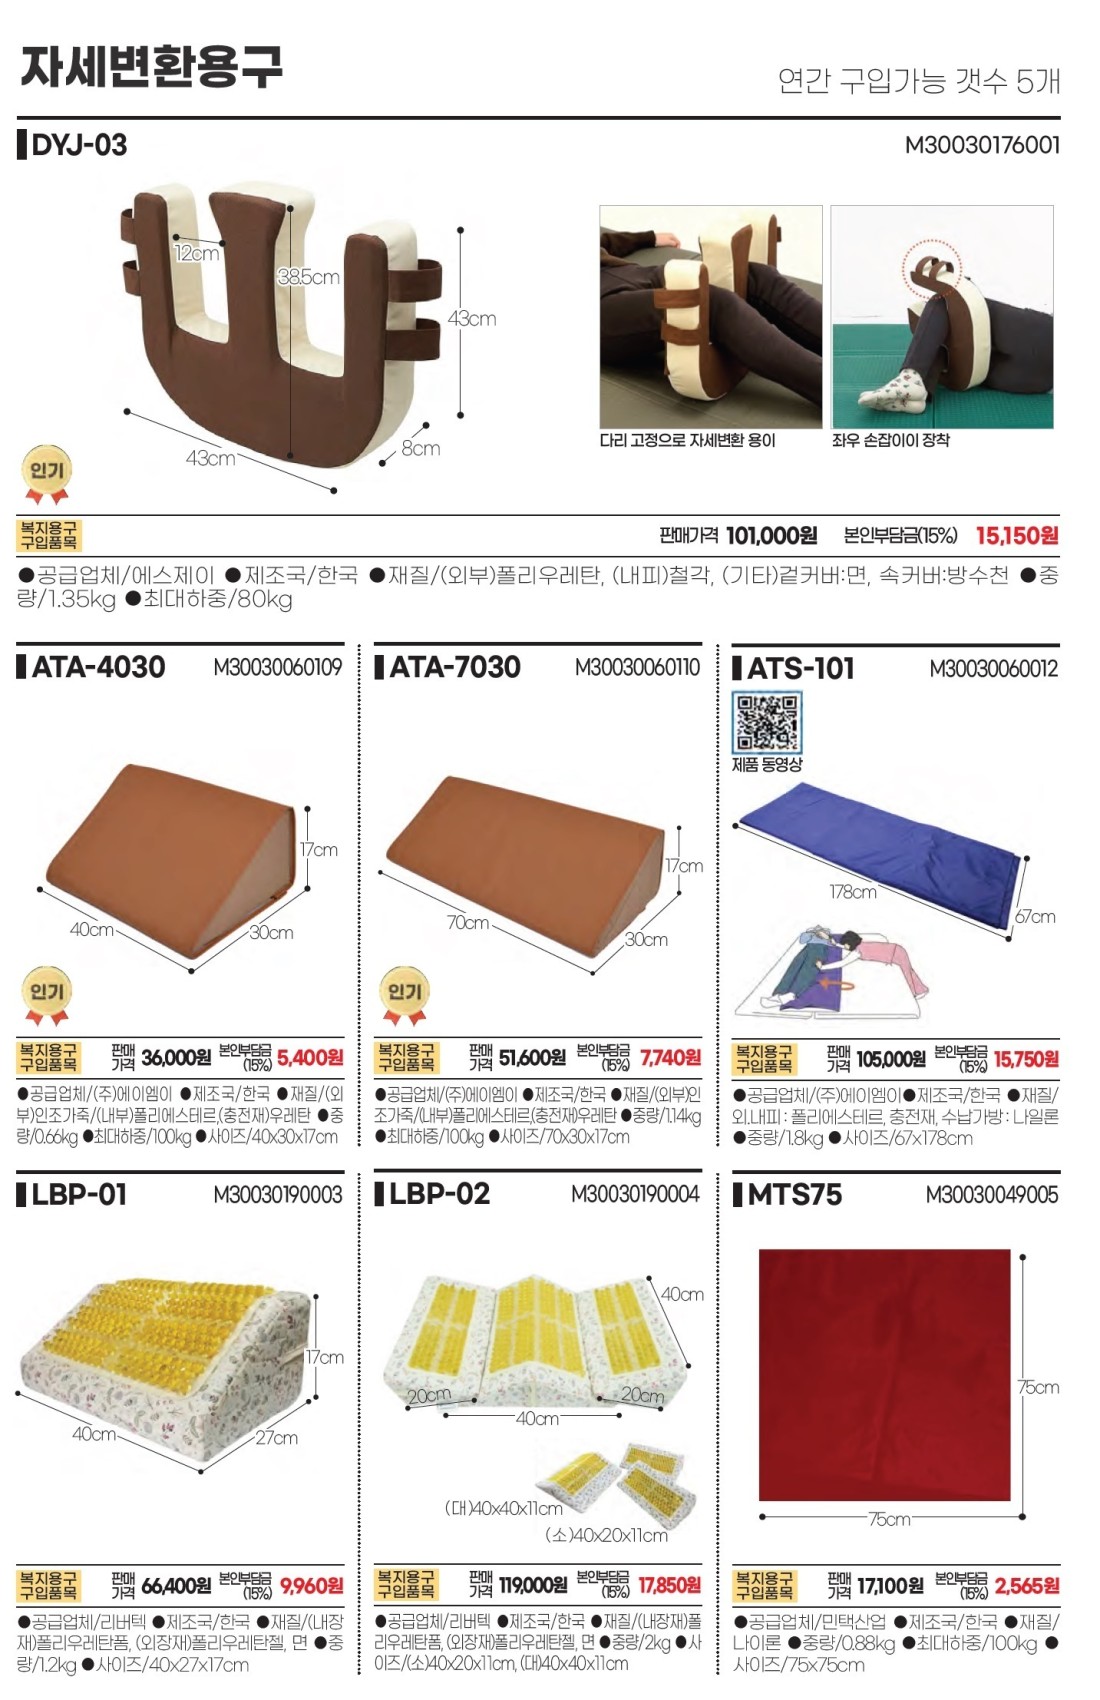 자세변환용구
연간 구입가능 갯수 5개
DYJ-03
M30030176001
12cm
38.5cm
43cm
43cm
8cm
인기
다리 고정으로 자세변환 용이
좌우 손잡이이 장착
복지용구
구입품목
판매가격 101,000원 본인부담금(15%) 15,150원
●공급업체/에스제이 ●제조국/한국 ●재질/(외부)폴리우레탄, (내피)철각, (기타)겉커버:면, 속커버:방수천 ●중
량/1.35kg ●최대하중/80kg
ATA-4030
M30030060109
17cm
40cm
30cm
인기
복지용구
구입품목
판매
가격 36,000원 본인부담금
(15%) 5,400원
●공급업체/(주)에이엠이 ●제조국/한국 ●재질/(외
부)인조가죽/(내부)폴리에스테르,(충전재)우레탄 ●중
량/0.66kg ●최대하중/100kg ●사이즈/40x30x17cm
ATA-7030
M30030060110
17cm
70cm
30cm
인기
복지용구
구입품목
판매
가격 51,600원 본인부담금
(15%) 7,740원
●공급업체/(주)에이엠이 ●제조국/한국 ●재질/(외부)인
조가죽/(내부)폴리에스테르,(충전재)우레탄 ●중량/1.14kg
●최대하중/100kg ●사이즈/70x30x17cm
ATS-101
M30030060012
제품 동영상
178cm
67cm
복지용구
구입품목
판매
가격 105,000원 본인부담금
(15%) 15,750원
●공급업체/(주)에이엠이●제조국/한국 ●재질/
외.내피 : 폴리에스테르, 충전재, 수납가방 : 나일론
●중량/1.8kg ●사이즈/67x178cm
LBP-01
M30030190003
17cm
40cm
27cm
복지용구
구입품목
판매
가격 66,400원 본인부담금
(15%) 9,960원
●공급업체/리버텍 ●제조국/한국 ●재질/(내장
재)폴리우레탄폼, (외장재)폴리우레탄젤, 면 ●중
량/1.2kg ●사이즈/40x27x17cm
LBP-02
M30030190004
40cm
20cm
20cm
40cm
(대)40x40x11cm
(소)40x20x11cm
복지용구
구입품목
판매
가격 119,000원 본인부담금
(15%) 17,850원
●공급업체/리버텍 ●제조국/한국 ●재질/(내장재)폴
리우레탄폼, (외장재)폴리우레탄젤, 면 ●중량/2kg ●사
이즈/(소)40x20x11cm, (대)40x40x11cm
MTS75
M30030049005
75cm
75cm
복지용구
구입품목
판매
가격 17,100원 본인부담금
(15%) 2,565원
●공급업체/민택산업 ●제조국/한국 ●재질/
나이론 ●중량/0.88kg ●최대하중/100kg ●
사이즈/75x75cm